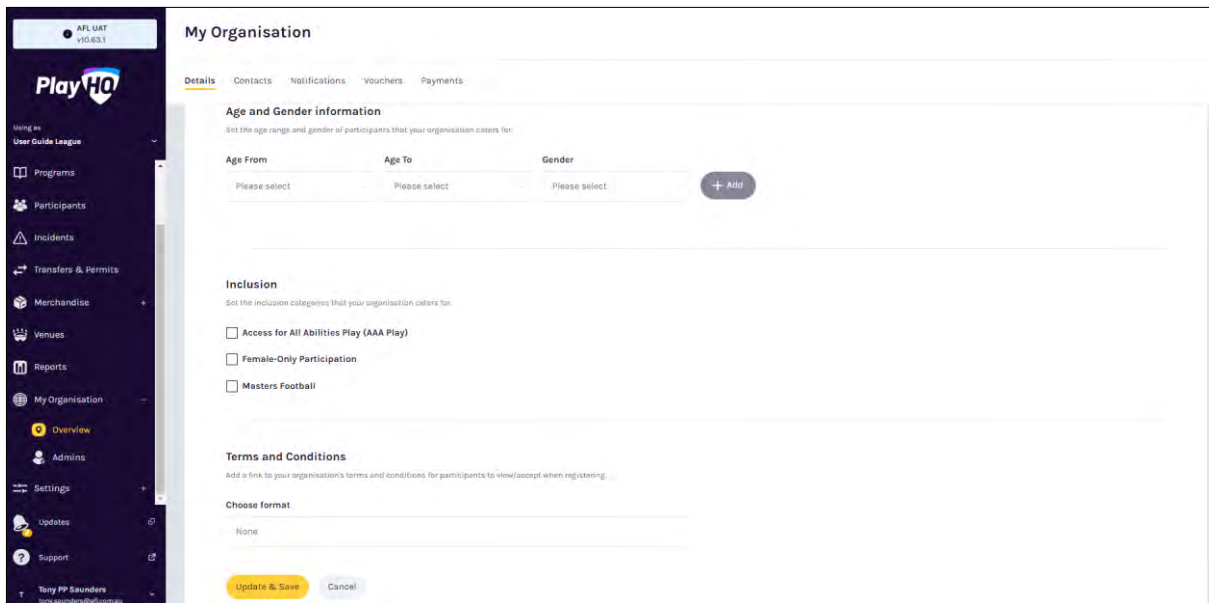 AFL UAT
v10.63.1
PlayHQ
Using as
User Guide League
Programs
Participants
Incidents
Transfers & Permits
Merchandise +
Venues
Reports
My Organisation −
Overview
Admins
Settings +
Updates
Support
T Tony PP Saunders
tony.saunders@afl.com.au
My Organisation
Details Contacts Notifications Vouchers Payments
Age and Gender information
Set the age range and gender of participants that your organisation caters for.
Age From Age To Gender
Please select Please select Please select + Add
Inclusion
Set the inclusion categories that your organisation caters for.
Access for All Abilities Play (AAA Play)
Female-Only Participation
Masters Football
Terms and Conditions
Add a link to your organisation's terms and conditions for participants to view/accept when registering.
Choose format
None
Update & Save Cancel